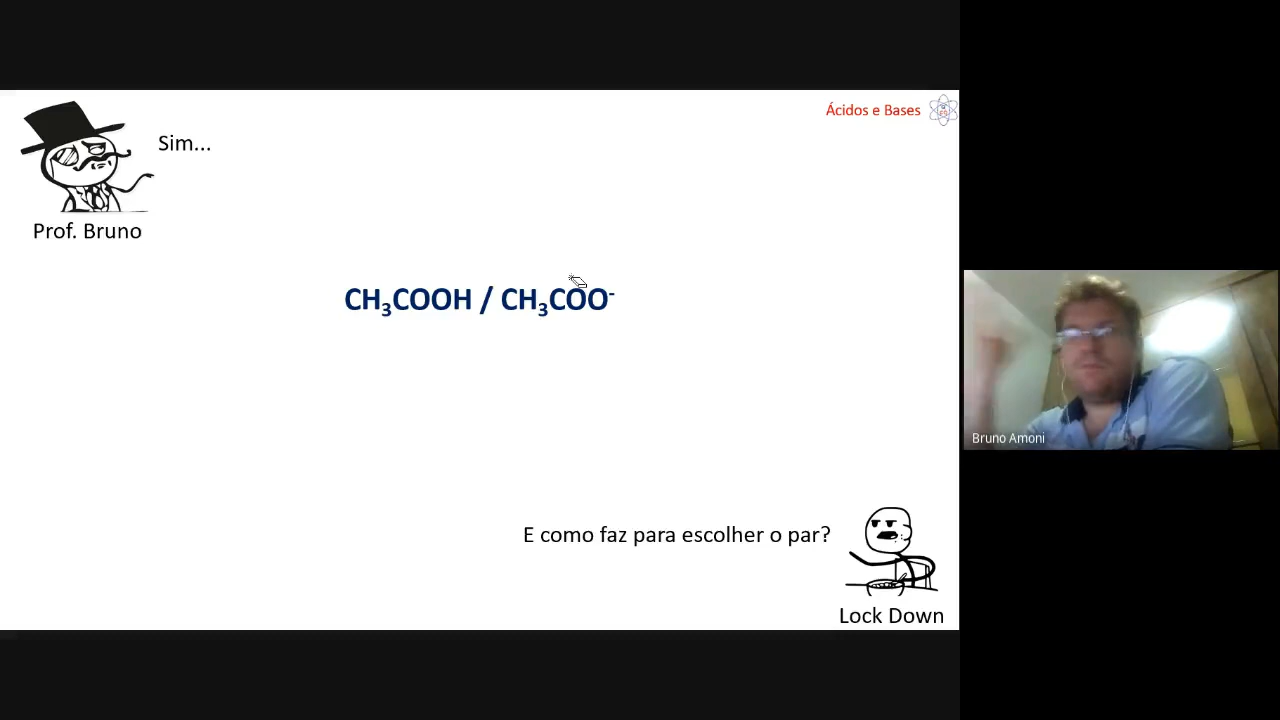 Ácidos e Bases
Sim...
Prof. Bruno
CH₃COOH / CH₃COO⁻
Bruno Amoni
E como faz para escolher o par?
Lock Down